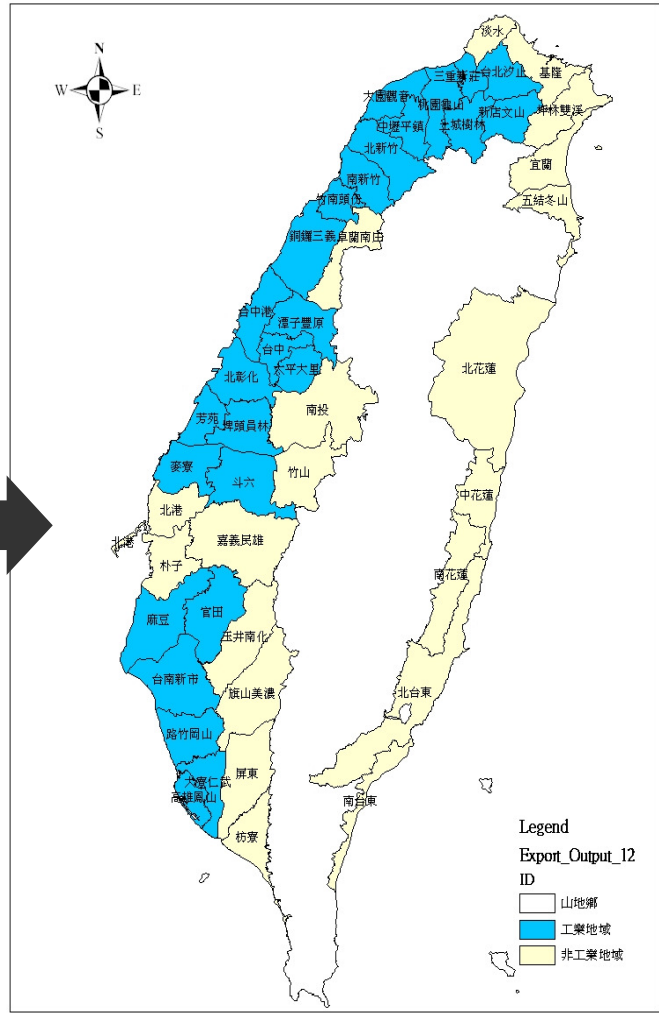 N
W
E
S
淡水
基隆
三重蘆莊
台北汐止
大園觀音
桃園龜山
新店文山
坪林雙溪
中壢平鎮
土城樹林
北新竹
宜蘭
南新竹
五結冬山
竹南頭份
銅鑼三義
卓蘭南庄
台中港
潭子豐原
台中
太平大里
北彰化
北花蓮
南投
芳苑
埤頭員林
麥寮
斗六
竹山
中花蓮
北港
北港
嘉義民雄
朴子
南花蓮
麻豆
官田
玉井南化
台南新市
旗山美濃
北台東
路竹岡山
屏東
大寮仁武
高雄鳳山
南台東
枋寮
Legend
Export_Output_12
ID
山地鄉
工業地域
非工業地域